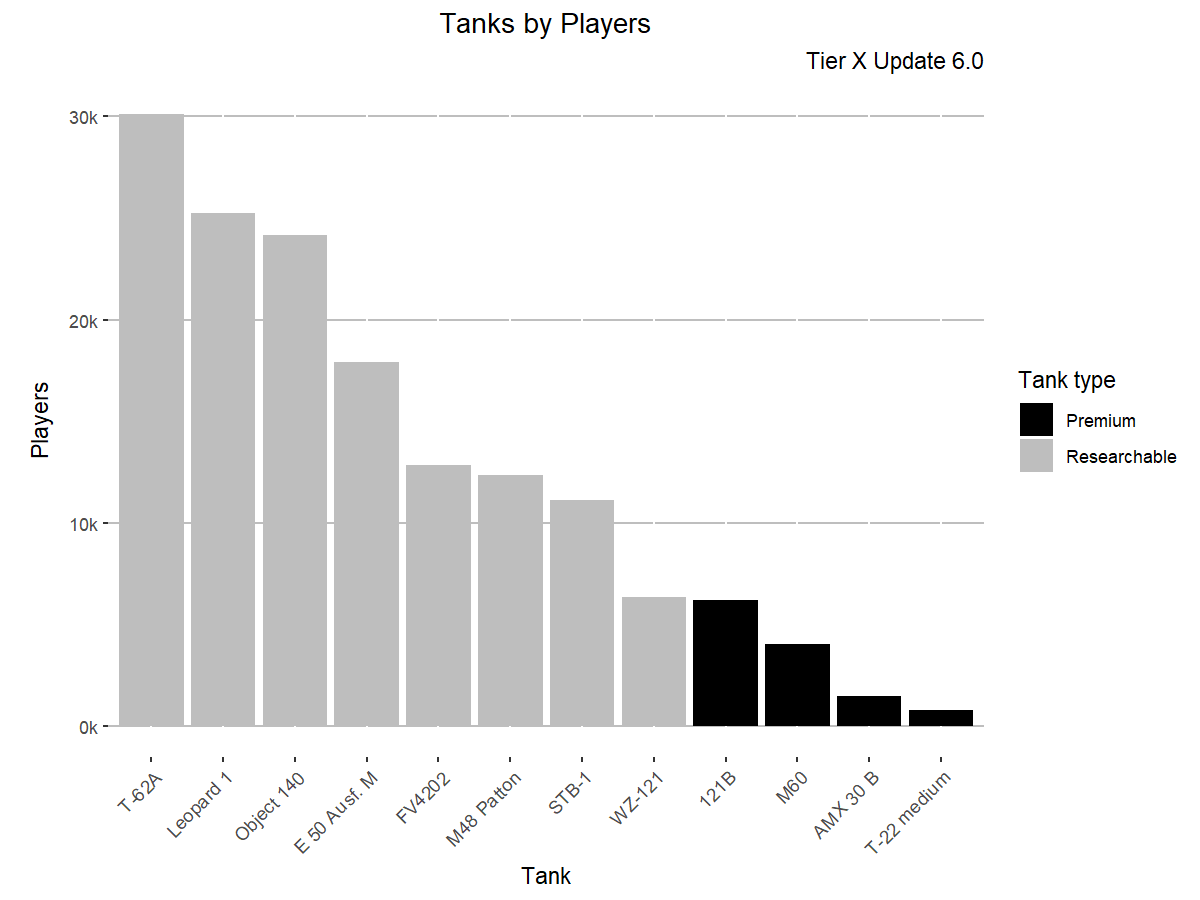 Tanks by Players
Tier X Update 6.0
30k
20k
10k
0k
Players
T-62A
Leopard 1
Object 140
E 50 Ausf. M
FV4202
M48 Patton
STB-1
WZ-121
121B
M60
AMX 30 B
T-22 medium
Tank
Tank type
Premium
Researchable